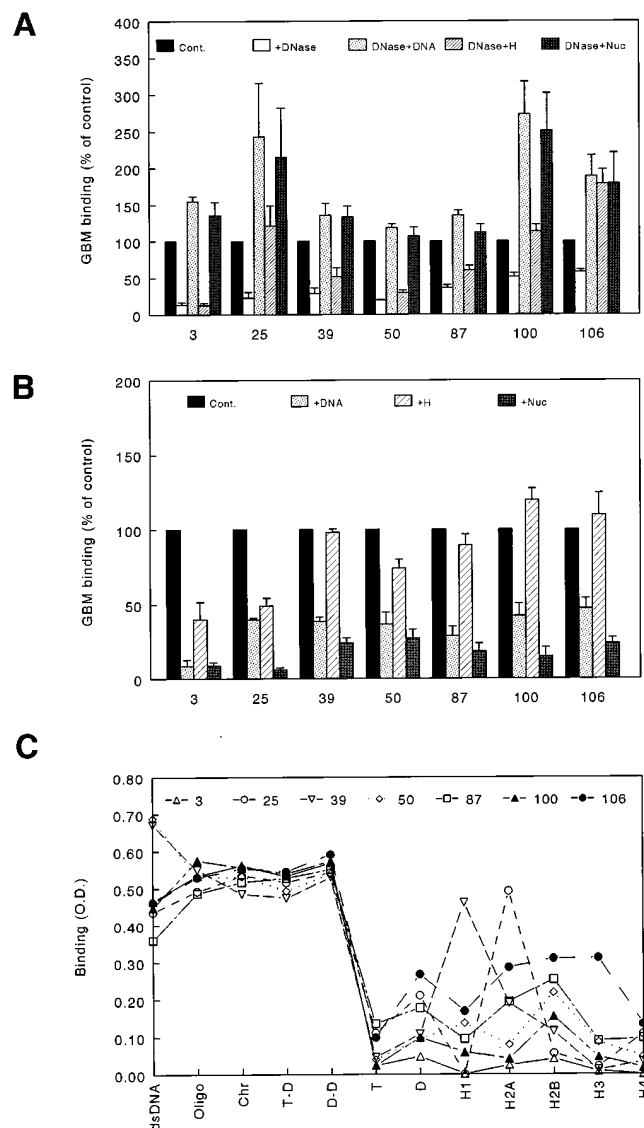 A
400
350
300
250
200
150
100
50
0
GBM binding (% of control)
Cont.
+DNase
DNase+DNA
DNase+H
DNase+Nuc
3
25
39
50
87
100
106
B
200
150
100
50
0
GBM binding (% of control)
Cont.
+DNA
+H
+Nuc
3
25
39
50
87
100
106
C
0.80
0.70
0.60
0.50
0.40
0.30
0.20
0.10
0.00
Binding (O.D.)
3
25
39
50
87
100
106
dsDNA
Oligo
Chr
T-D
D-D
T
D
H1
H2A
H2B
H3
H4